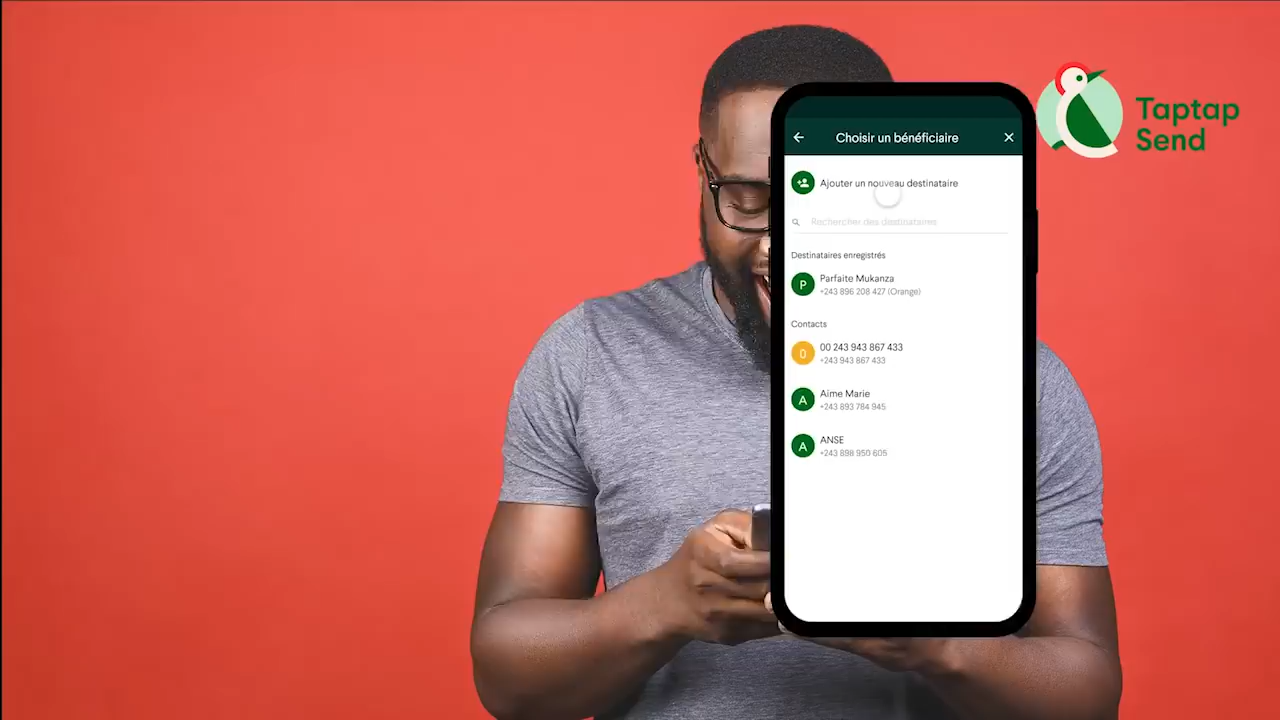 Taptap
Send
Choisir un bénéficiaire
Ajouter un nouveau destinataire
Rechercher des destinataires
Destinataires enregistrés
P
Parfaite Mukanza
+243 896 208 427 (Orange)
Contacts
0
00 243 943 867 433
+243 943 867 433
A
Aime Marie
+243 893 784 945
A
ANSE
+243 898 950 605